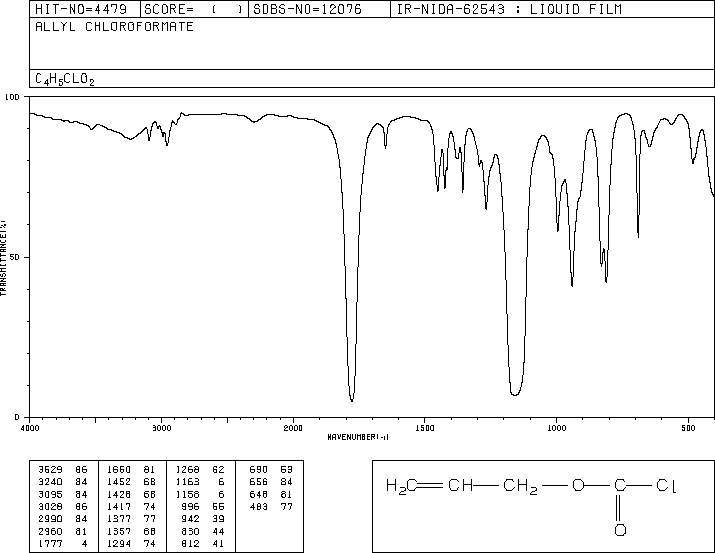 HIT-NO=4479 SCORE= ( ) SDBS-NO=12076 IR-NIDA-62543 : LIQUID FILM
ALLYL CHLOROFORMATE
C4H5CLO2
100
TRANSMITTANCE(%)
50
0
4000 3000 2000 1500 1000 500
WAVENUMBER(-1)
3529 86 1650 81 1268 62 690 53
3240 84 1452 68 1163 6 656 84
3095 84 1428 68 1158 6 648 81
3028 86 1417 74 996 55 483 77
2990 84 1377 77 942 39
2960 81 1357 68 830 44
1777 4 1294 74 812 41
H2C CH CH2 O C Cl
O